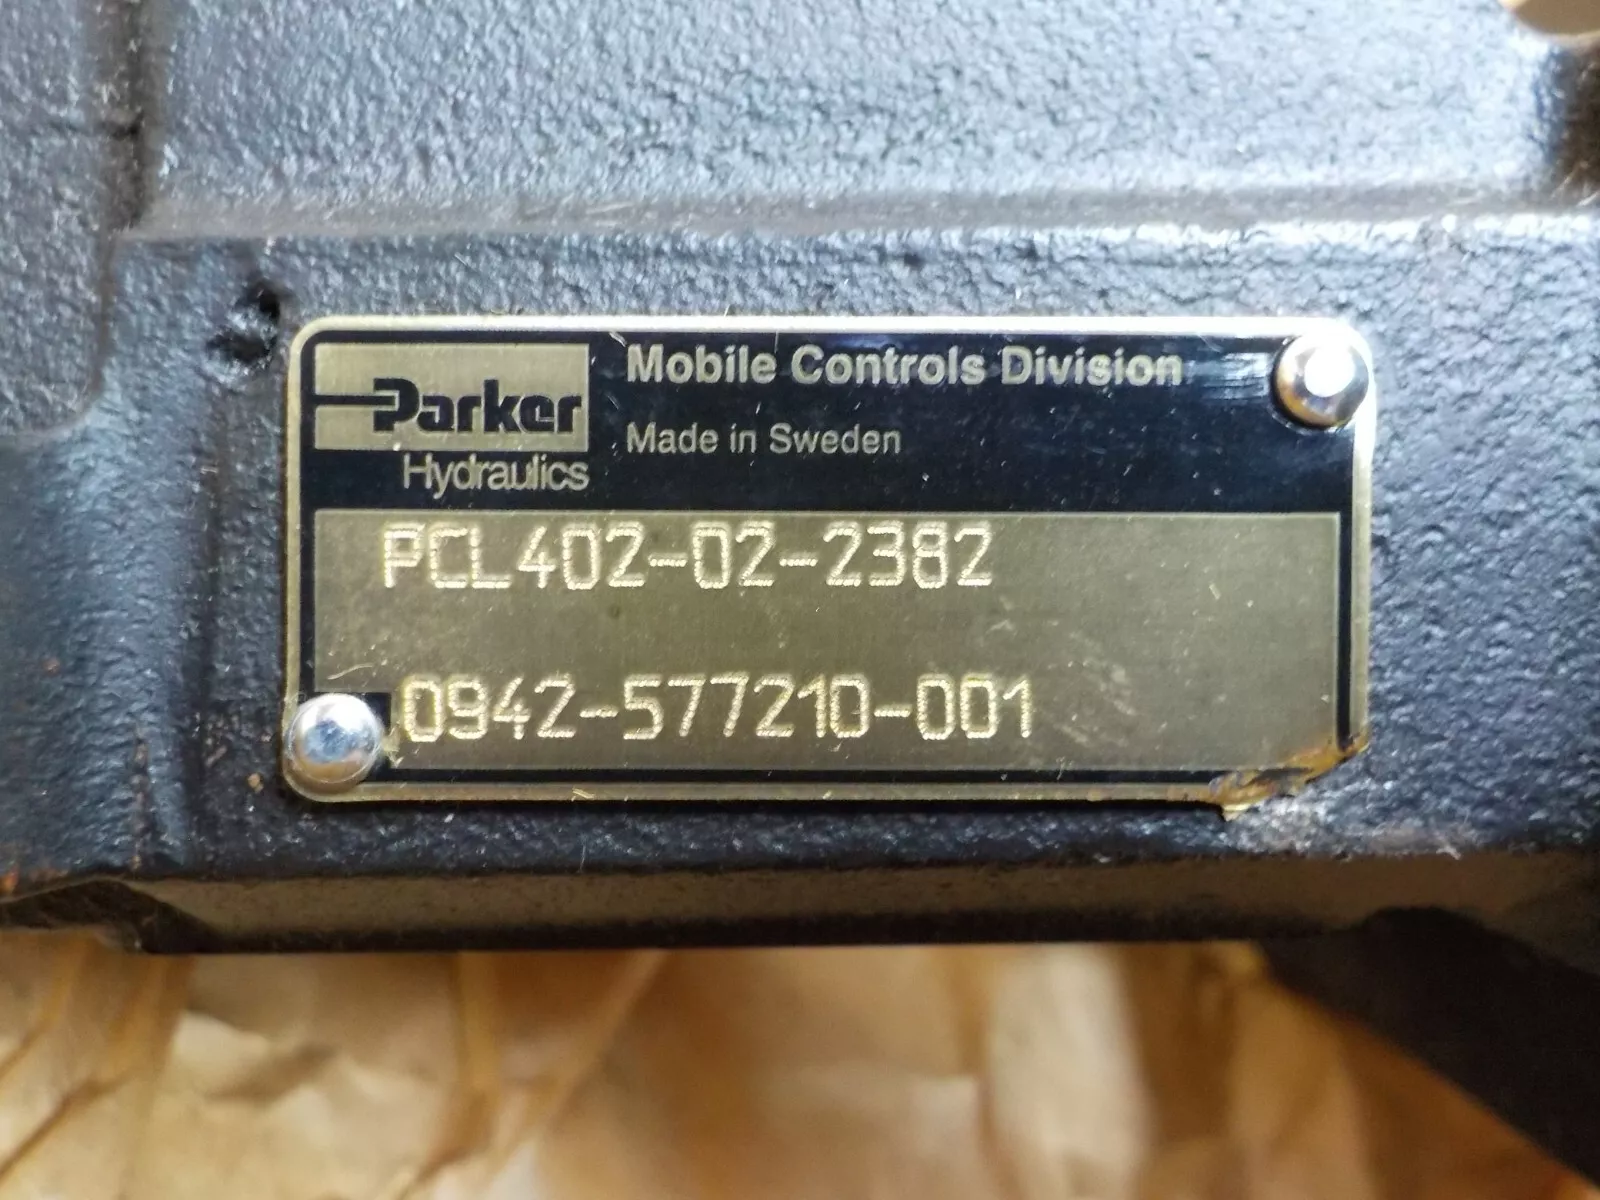 Parker
Hydraulics
Mobile Controls Division
Made in Sweden
PCL402-02-2382
0942-577210-001